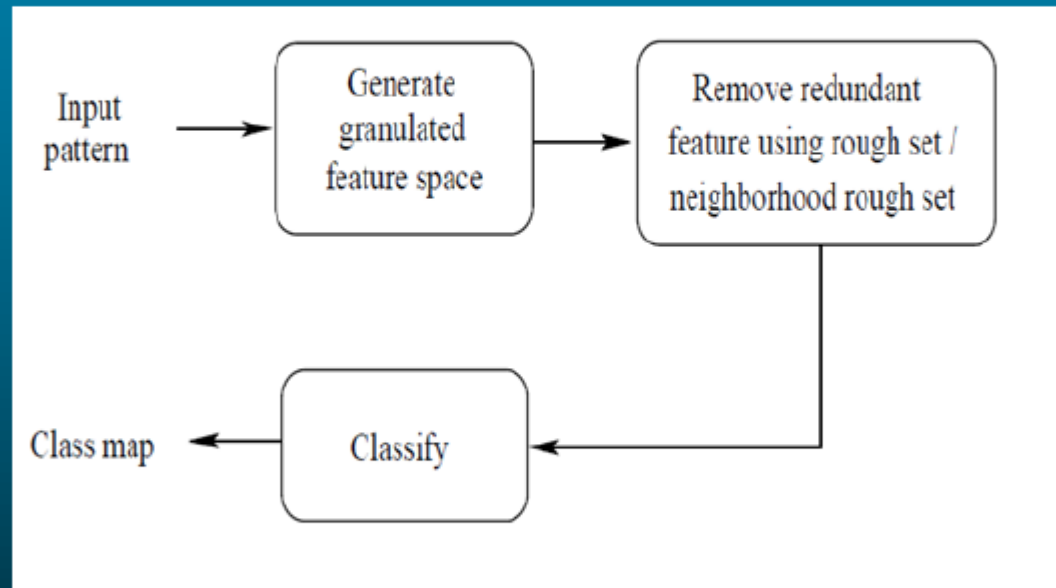 Input
pattern
Generate
granulated
feature space
Remove redundant
feature using rough set /
neighborhood rough set
Class map
Classify